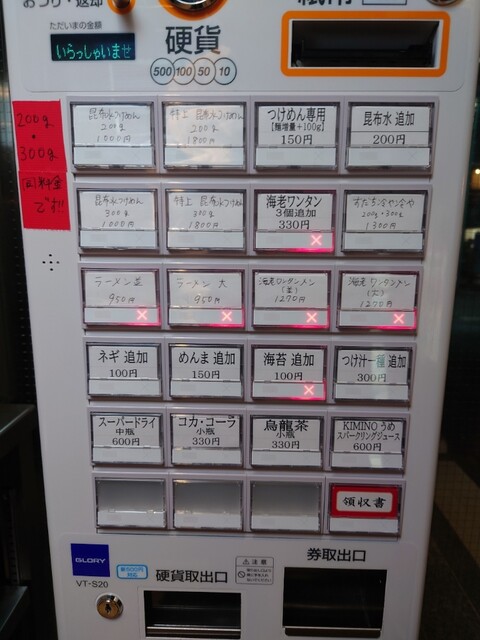 おつり・返却
ただいまの金額
いらっしゃいませ
硬貨
500 100 50 10
200g
・
300g
同料金
です!!
昆布水つけめん
200g
1000円
特上 昆布水つけめん
200g
1800円
つけめん専用
【麺増量+100g】
150円
昆布水 追加
200円
昆布水つけめん
300g
1000円
特上 昆布水つけめん
300g
1800円
海老ワンタン
3個追加
330円
すだち冷や冷や
200g・300g
1300円
ラーメン 並
950円
ラーメン 大
950円
海老ワンタンメン
(並)
1270円
海老ワンタンメン
(大)
1270円
ネギ 追加
100円
めんま 追加
150円
海苔 追加
100円
つけ汁一種 追加
300円
スーパードライ
中瓶
600円
コカ・コーラ
小瓶
330円
烏龍茶
小瓶
330円
KIMINO うめ
スパークリングジュース
600円
領収書
GLORY
VT-S20
新500円
対応
硬貨取出口
注意
券取出口